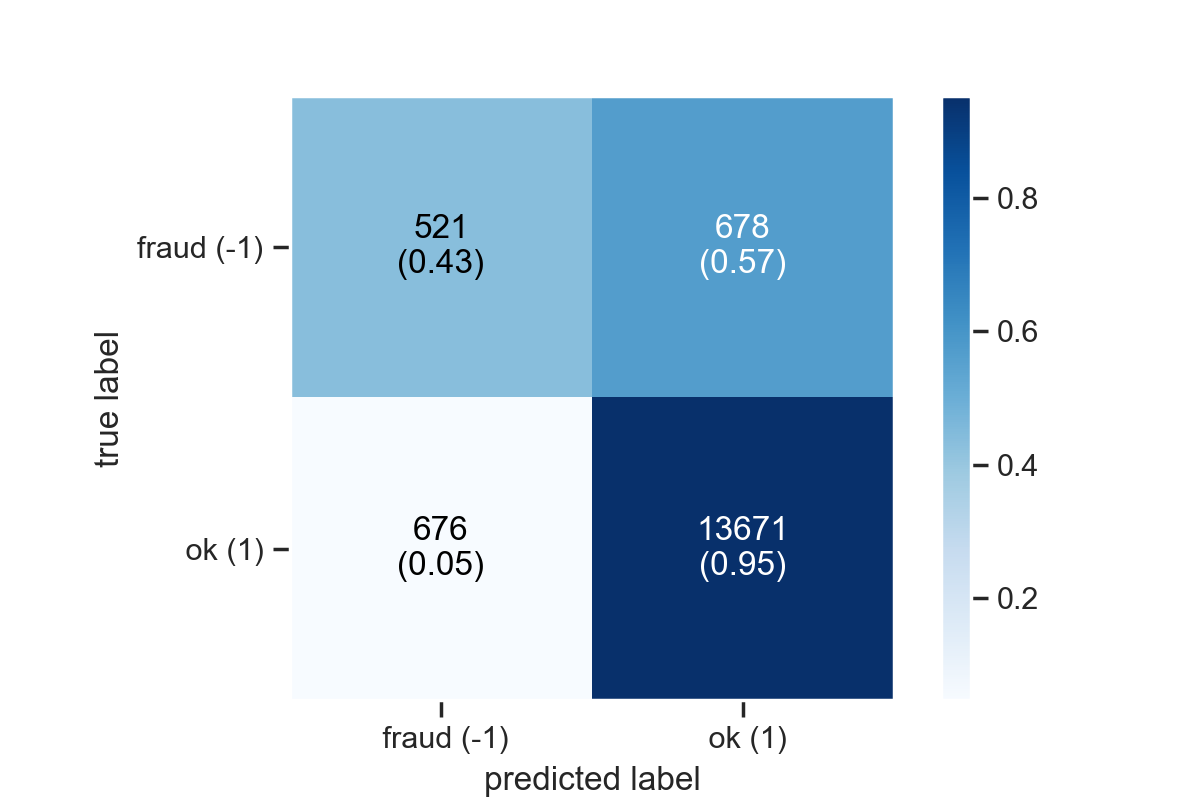 521
(0.43)
678
(0.57)
676
(0.05)
13671
(0.95)
fraud (-1)
ok (1)
true label
fraud (-1)
ok (1)
predicted label
0.8
0.6
0.4
0.2